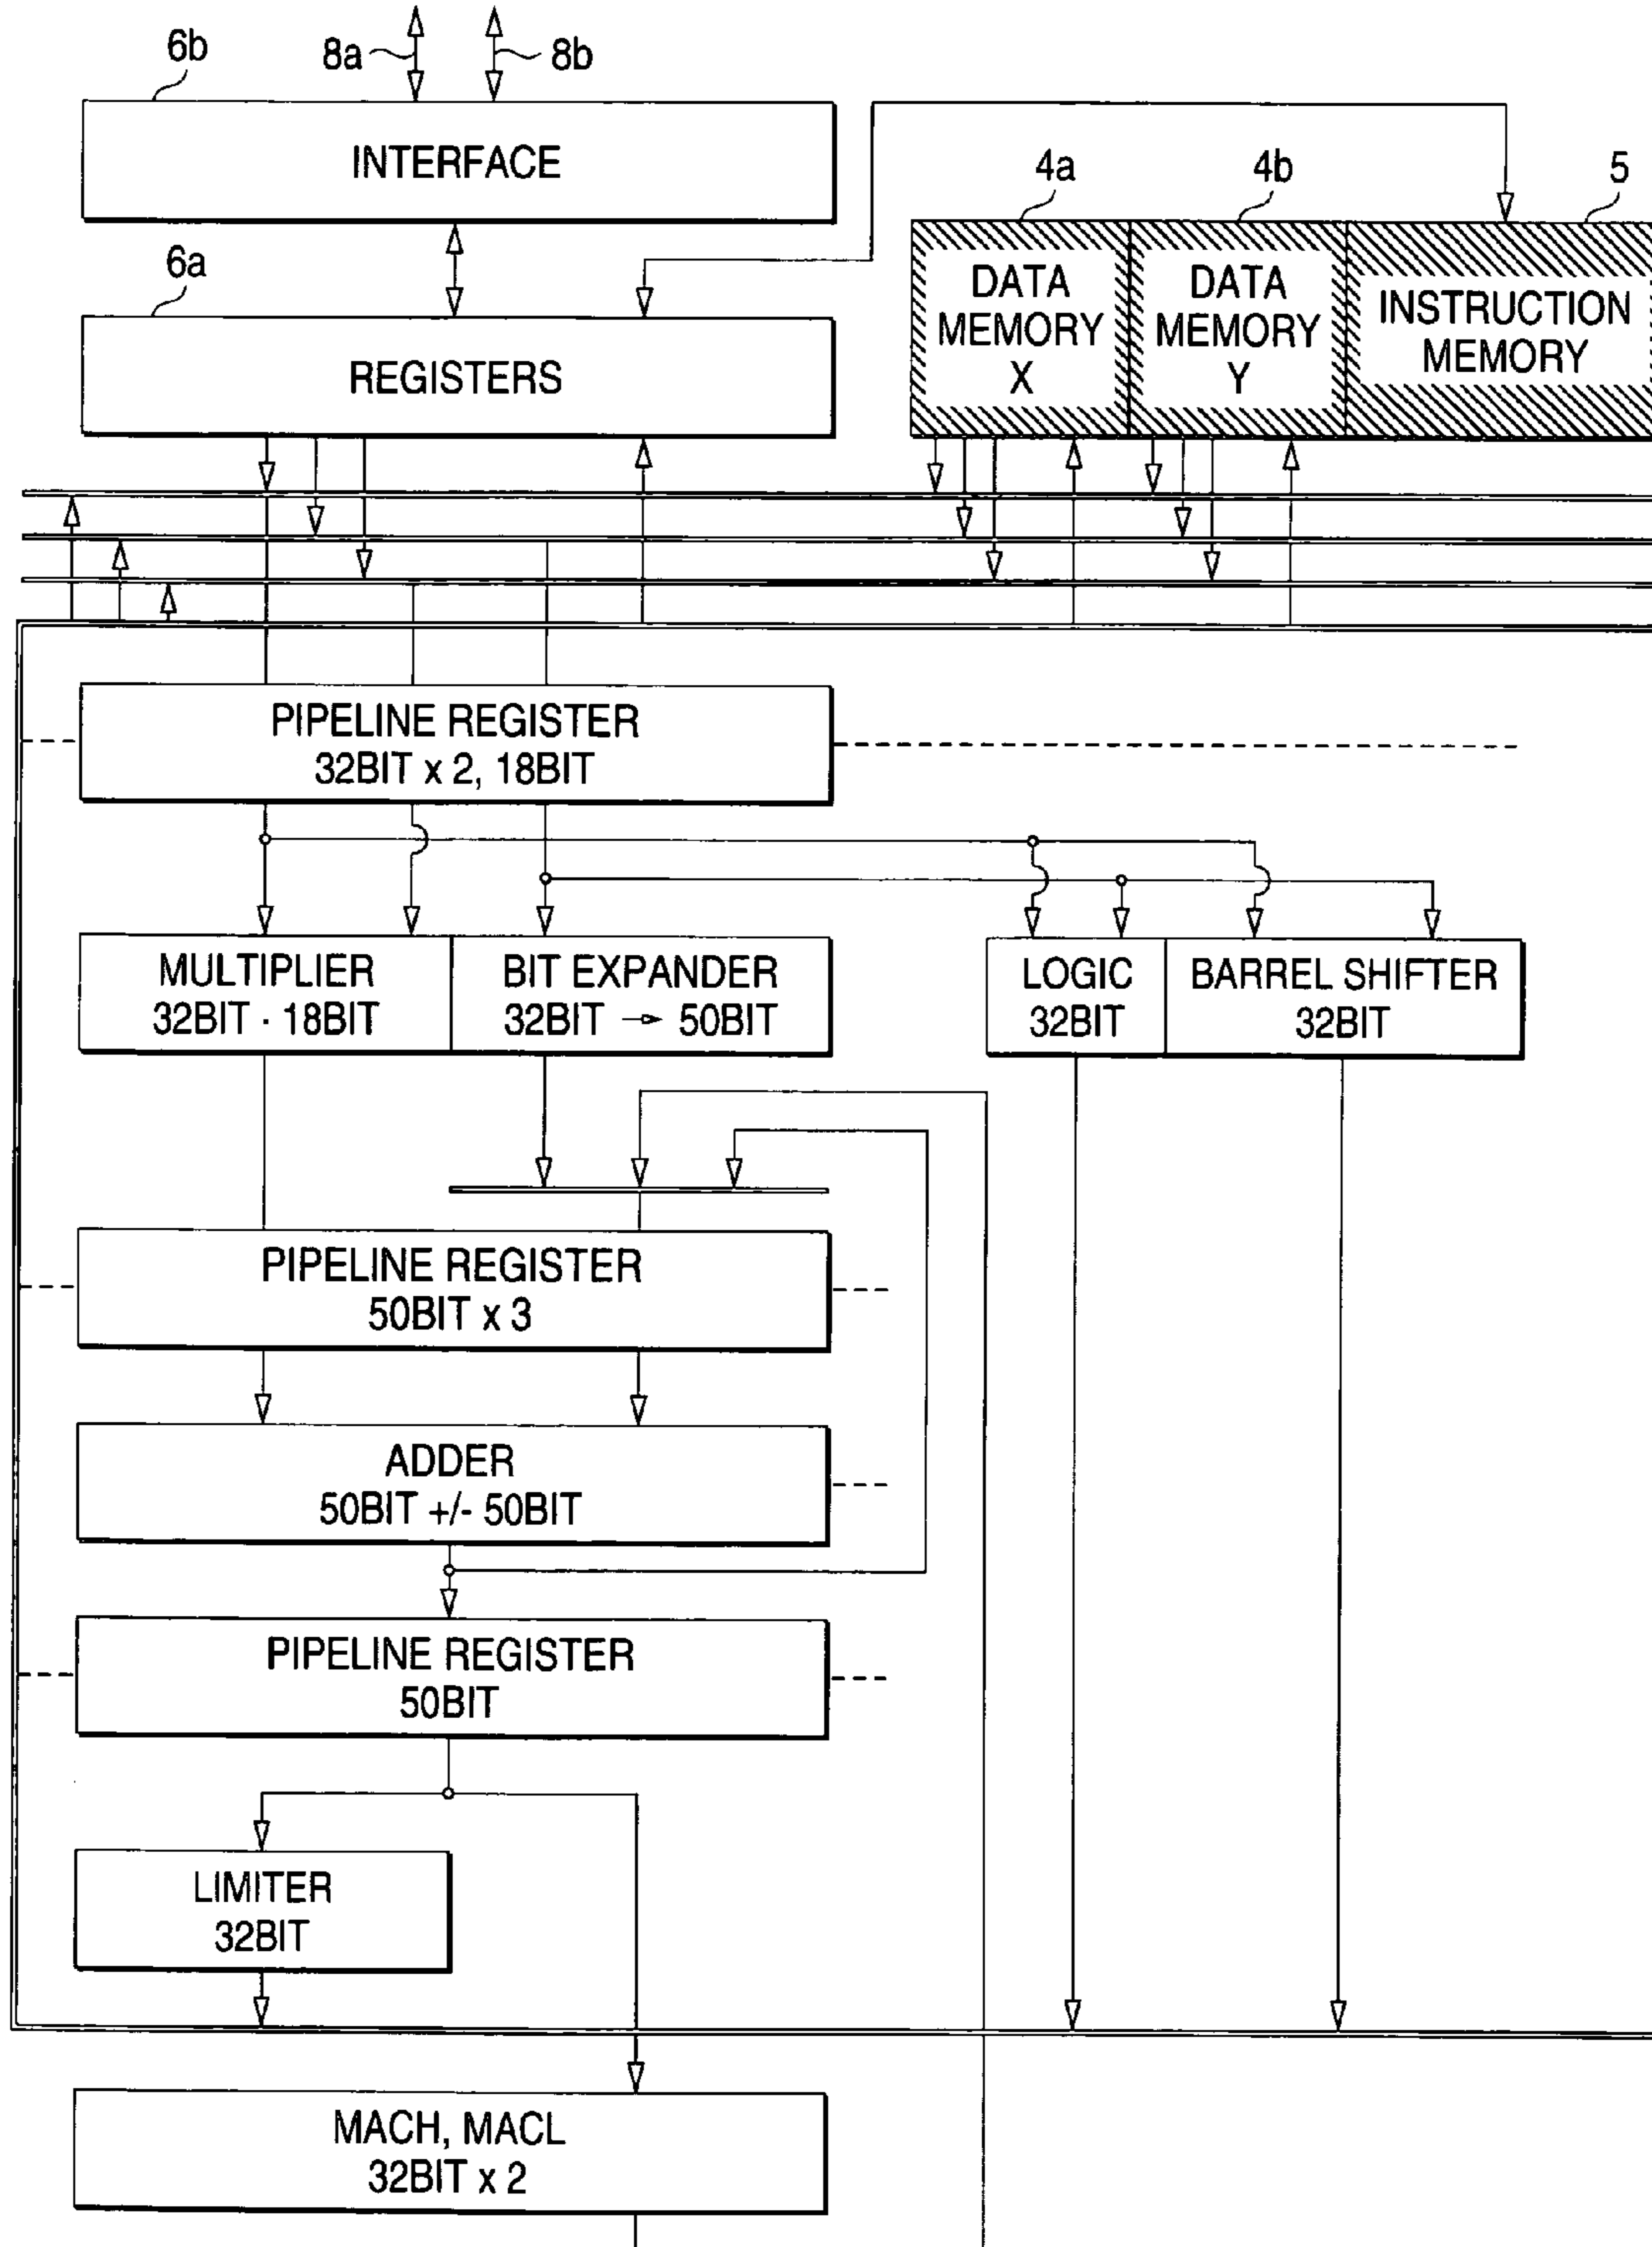 6b
8a
8b
INTERFACE
4a
4b
5
6a
DATA
MEMORY
X
DATA
MEMORY
Y
INSTRUCTION
MEMORY
REGISTERS
PIPELINE REGISTER
32BIT x 2, 18BIT
MULTIPLIER
32BIT · 18BIT
BIT EXPANDER
32BIT → 50BIT
LOGIC
32BIT
BARREL SHIFTER
32BIT
PIPELINE REGISTER
50BIT x 3
ADDER
50BIT +/- 50BIT
PIPELINE REGISTER
50BIT
LIMITER
32BIT
MACH, MACL
32BIT x 2